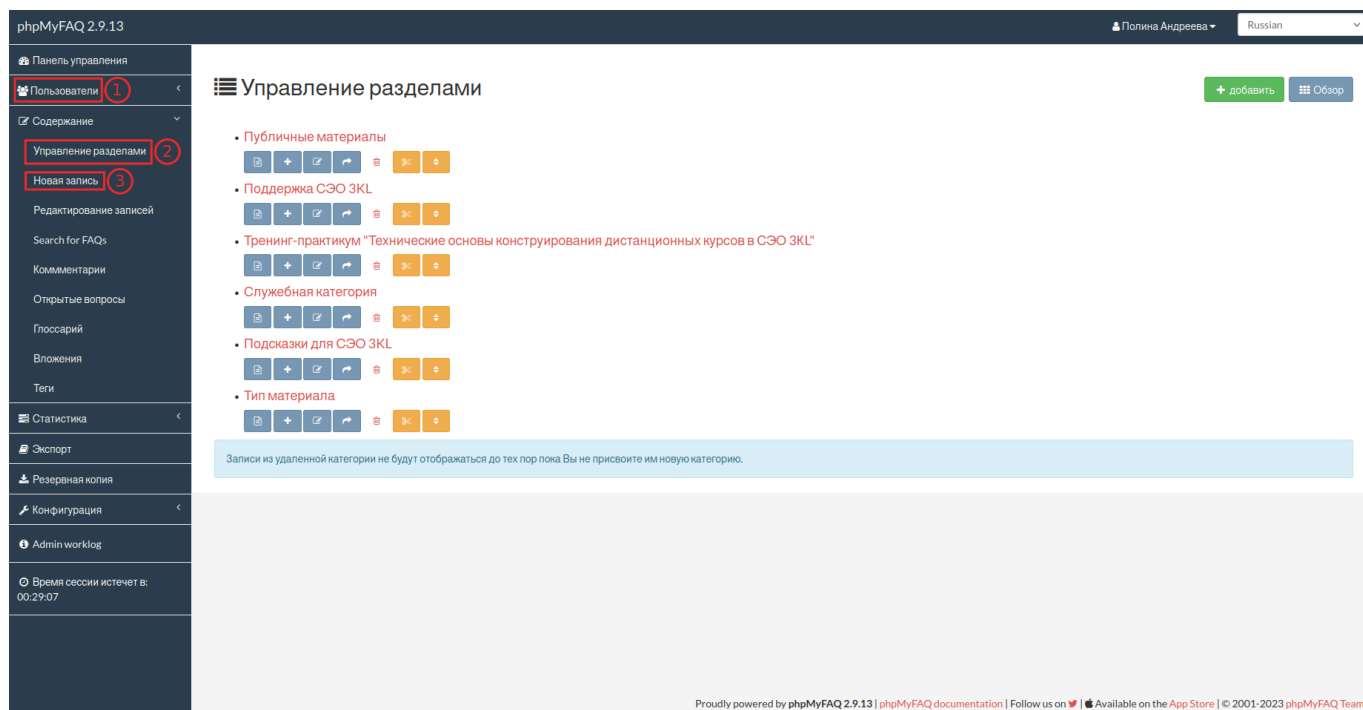 phpMyFAQ 2.9.13
Полина Андреева
Russian
Панель управления
Пользователи 1
Содержание
Управление разделами 2
Новая запись 3
Редактирование записей
Search for FAQs
Коммментарии
Открытые вопросы
Глоссарий
Вложения
Теги
Статистика
Экспорт
Резервная копия
Конфигурация
Admin worklog
Время сессии истечет в:
00:29:07
Управление разделами
добавить
Обзор
Публичные материалы
Поддержка СЭО 3KL
Тренинг-практикум "Технические основы конструирования дистанционных курсов в СЭО 3KL"
Служебная категория
Подсказки для СЭО 3KL
Тип материала
Записи из удаленной категории не будут отображаться до тех пор пока Вы не присвоите им новую категорию.
Proudly powered by phpMyFAQ 2.9.13 | phpMyFAQ documentation | Follow us on | Available on the App Store | © 2001-2023 phpMyFAQ Team